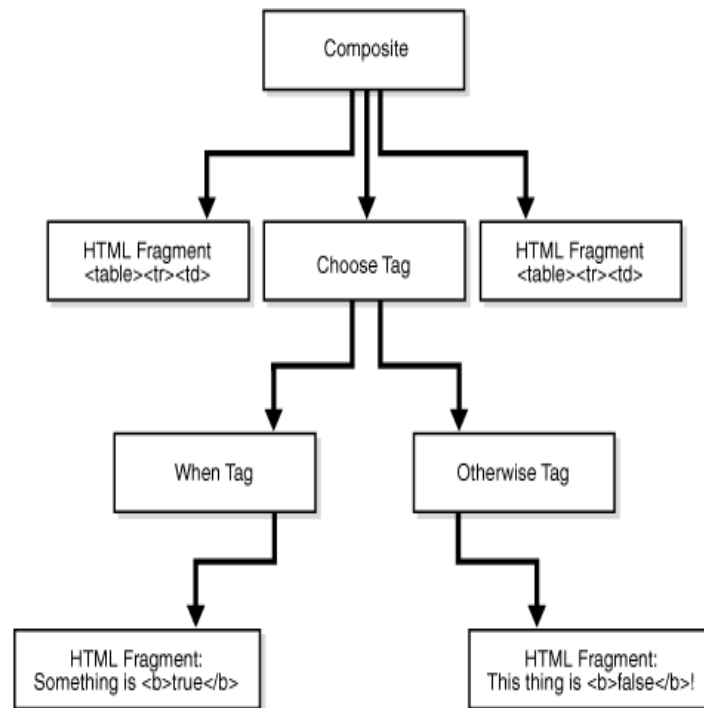 Composite
HTML Fragment
<table><tr><td>
Choose Tag
HTML Fragment
<table><tr><td>
When Tag
Otherwise Tag
HTML Fragment:
Something is <b>true</b>
HTML Fragment:
This thing is <b>false</b>!